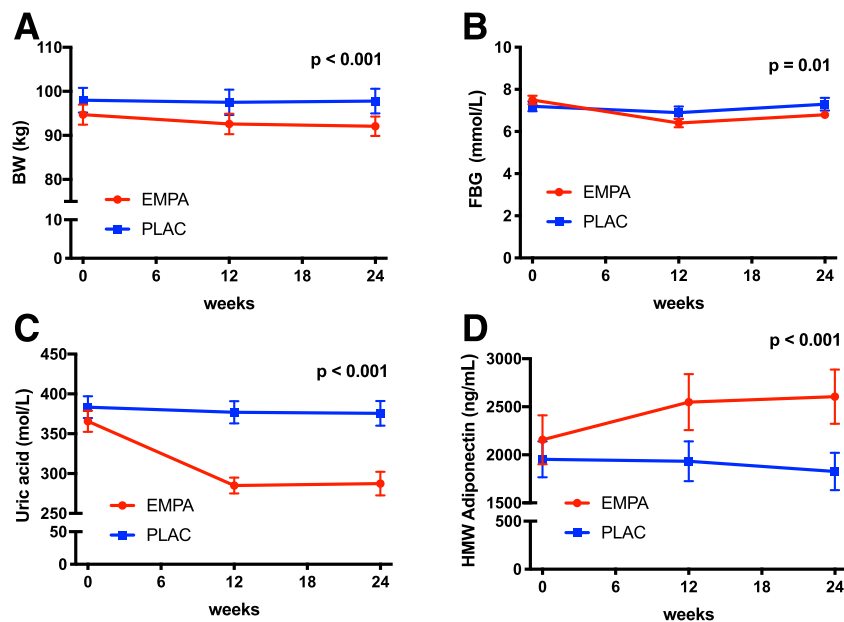 A
p < 0.001
BW (kg)
110
100
90
80
10
0
EMPA
PLAC
0 6 12 18 24
weeks
B
p = 0.01
FBG (mmol/L)
10
8
6
4
2
0
EMPA
PLAC
0 6 12 18 24
weeks
C
p < 0.001
Uric acid (mol/L)
450
400
350
300
250
50
0
EMPA
PLAC
0 6 12 18 24
weeks
D
p < 0.001
HMW Adiponectin (ng/mL)
3000
2500
2000
1500
500
0
EMPA
PLAC
0 6 12 18 24
weeks